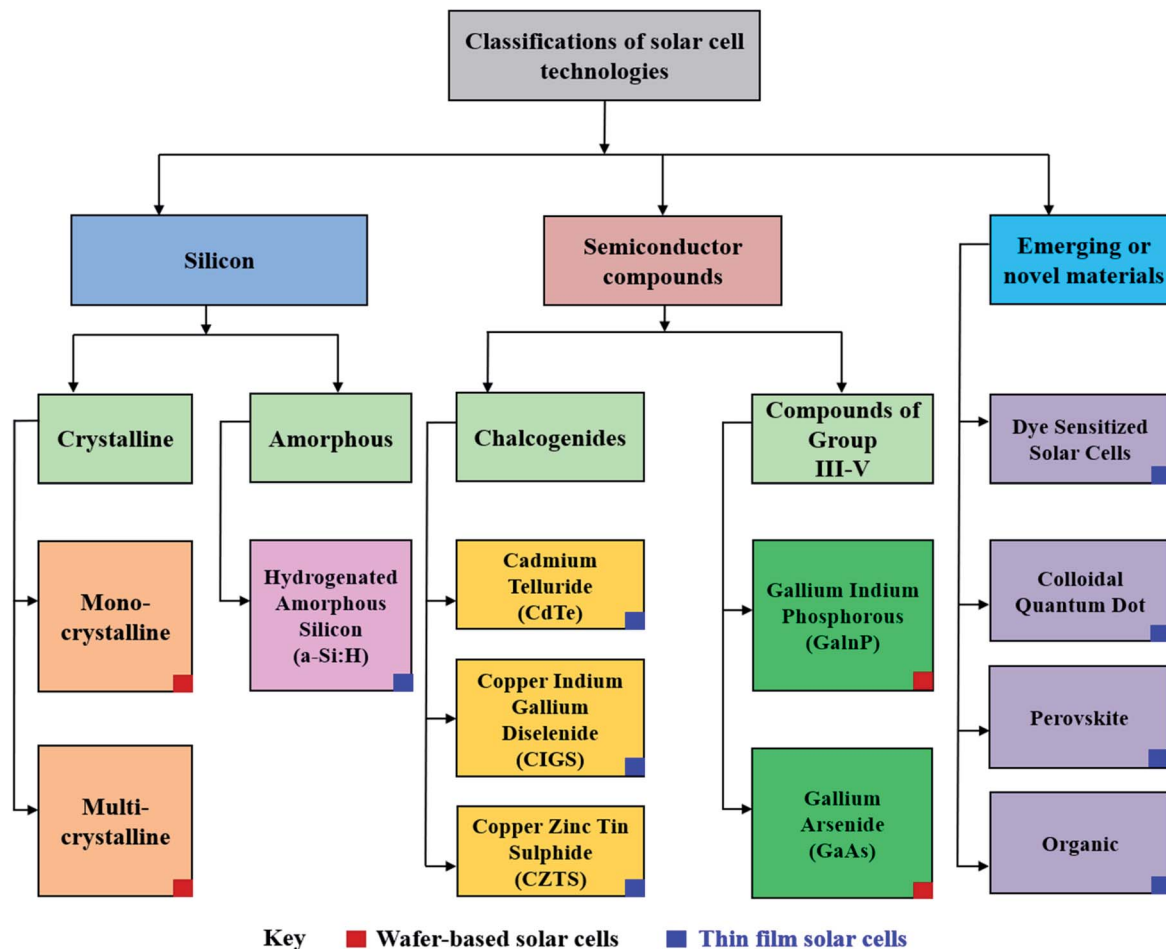 Classifications of solar cell
technologies
Silicon
Semiconductor
compounds
Emerging or
novel materials
Crystalline
Amorphous
Chalcogenides
Compounds of
Group
III-V
Dye Sensitized
Solar Cells
Mono-
crystalline
Hydrogenated
Amorphous
Silicon
(a-Si:H)
Cadmium
Telluride
(CdTe)
Gallium Indium
Phosphorous
(GalnP)
Colloidal
Quantum Dot
Copper Indium
Gallium
Diselenide
(CIGS)
Perovskite
Multi-
crystalline
Copper Zinc Tin
Sulphide
(CZTS)
Gallium
Arsenide
(GaAs)
Organic
Key Wafer-based solar cells Thin film solar cells